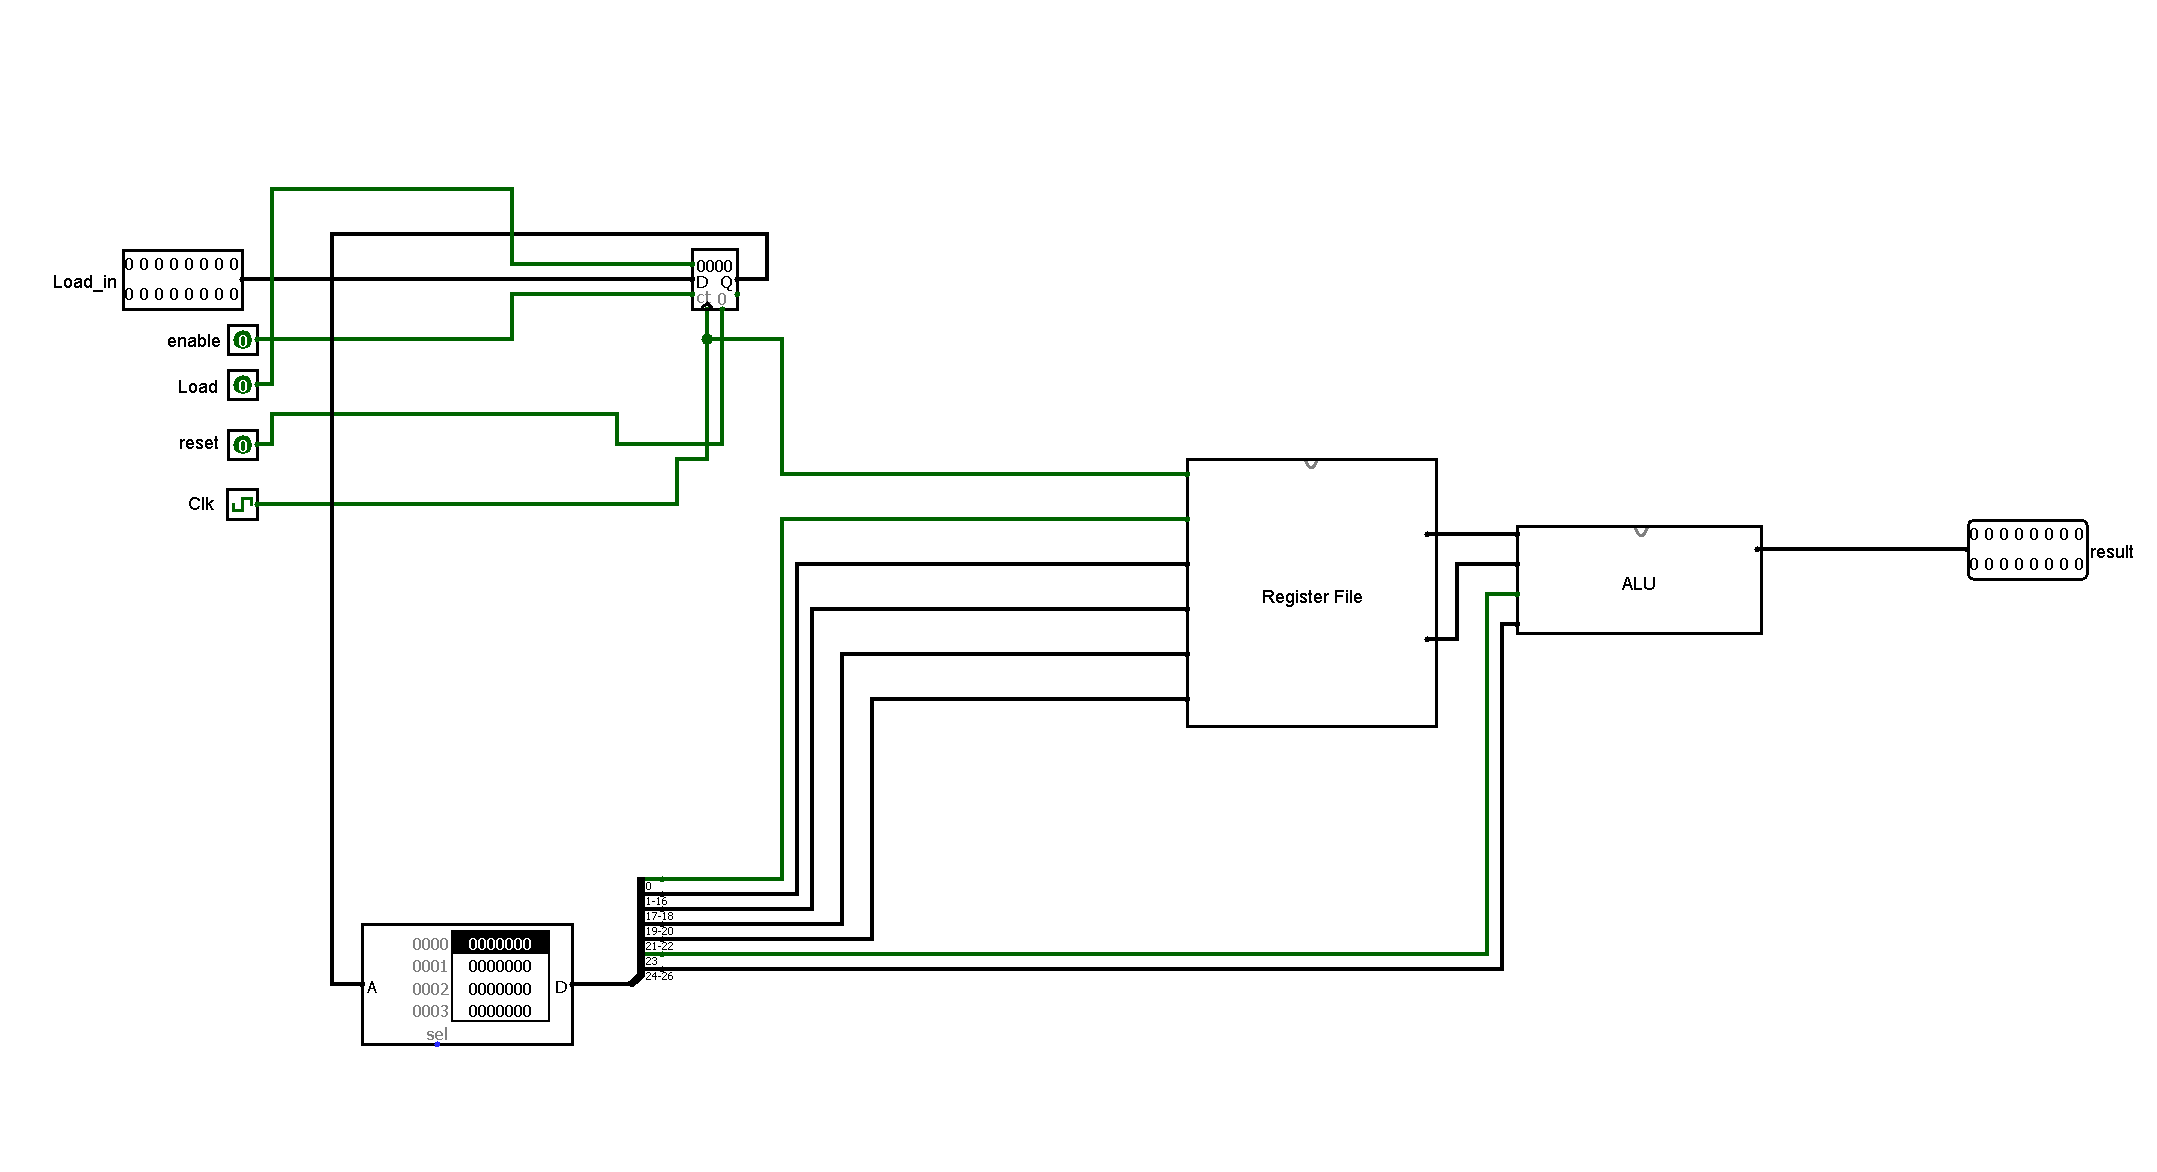 0 0 0 0 0 0 0 0
0 0 0 0 0 0 0 0
Load_in
enable
0
Load
0
reset
0
Clk
0000
D Q
ct 0
Register File
ALU
0 0 0 0 0 0 0 0
0 0 0 0 0 0 0 0
result
0
1-16
17-18
19-20
21-22
23
24-26
0000 0000000
0001 0000000
A 0002 0000000 D
0003 0000000
sel